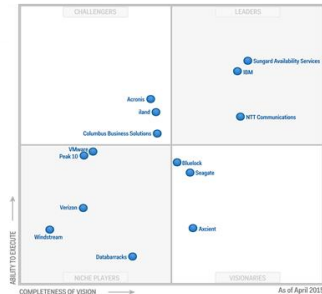 CHALLENGERS
LEADERS
Sungard Availability Services
IBM
Acronis
iland
NTT Communications
Columbus Business Solutions
VMware
Peak 10
Bluelock
Seagate
Verizon
Windstream
Axcient
Databarracks
NICHE PLAYERS
VISIONARIES
ABILITY TO EXECUTE
COMPLETENESS OF VISION
As of April 2015